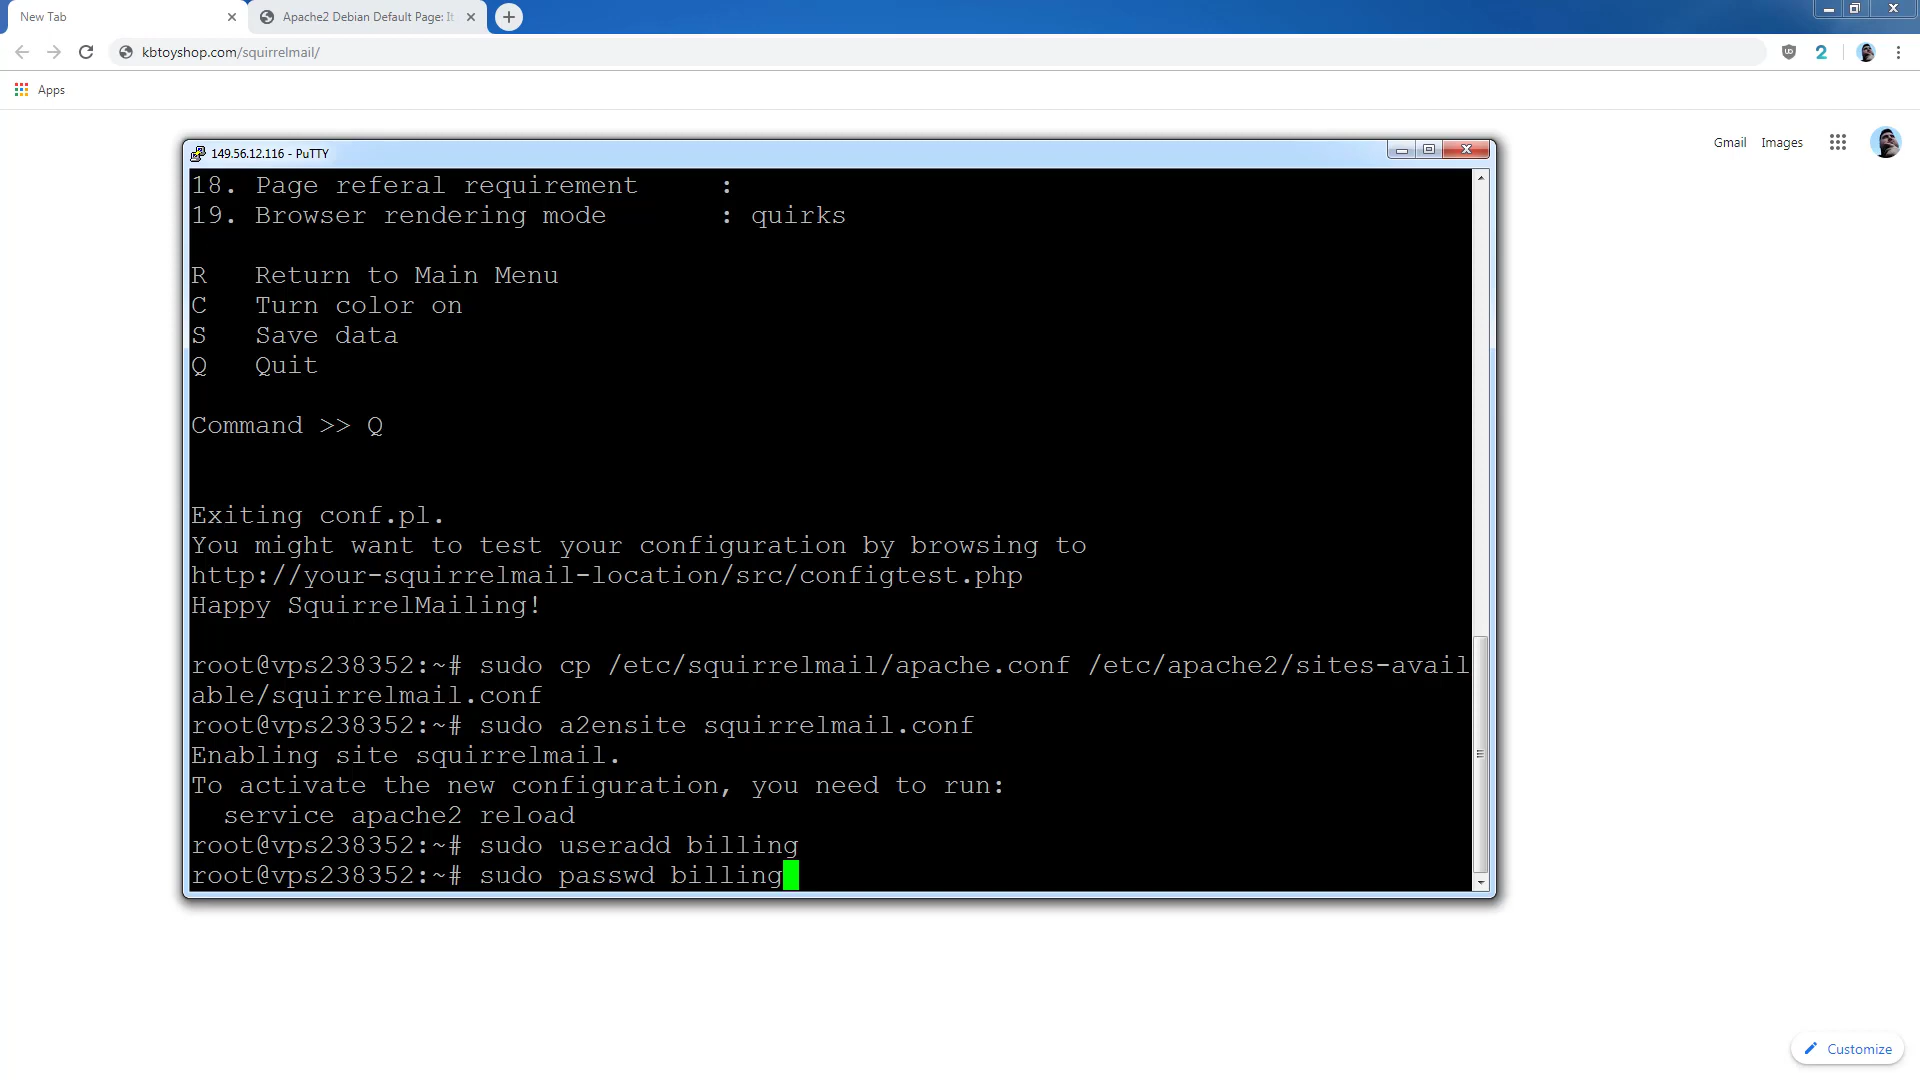 New Tab
Apache2 Debian Default Page: It
kbtoyshop.com/squirrelmail/
2
Apps
Gmail
Images
149.56.12.116 - PuTTY
18. Page referal requirement :
19. Browser rendering mode : quirks
R Return to Main Menu
C Turn color on
S Save data
Q Quit
Command >> Q
Exiting conf.pl.
You might want to test your configuration by browsing to
http://your-squirrelmail-location/src/configtest.php
Happy SquirrelMailing!
root@vps238352:~# sudo cp /etc/squirrelmail/apache.conf /etc/apache2/sites-avail
able/squirrelmail.conf
root@vps238352:~# sudo a2ensite squirrelmail.conf
Enabling site squirrelmail.
To activate the new configuration, you need to run:
service apache2 reload
root@vps238352:~# sudo useradd billing
root@vps238352:~# sudo passwd billing
Customize